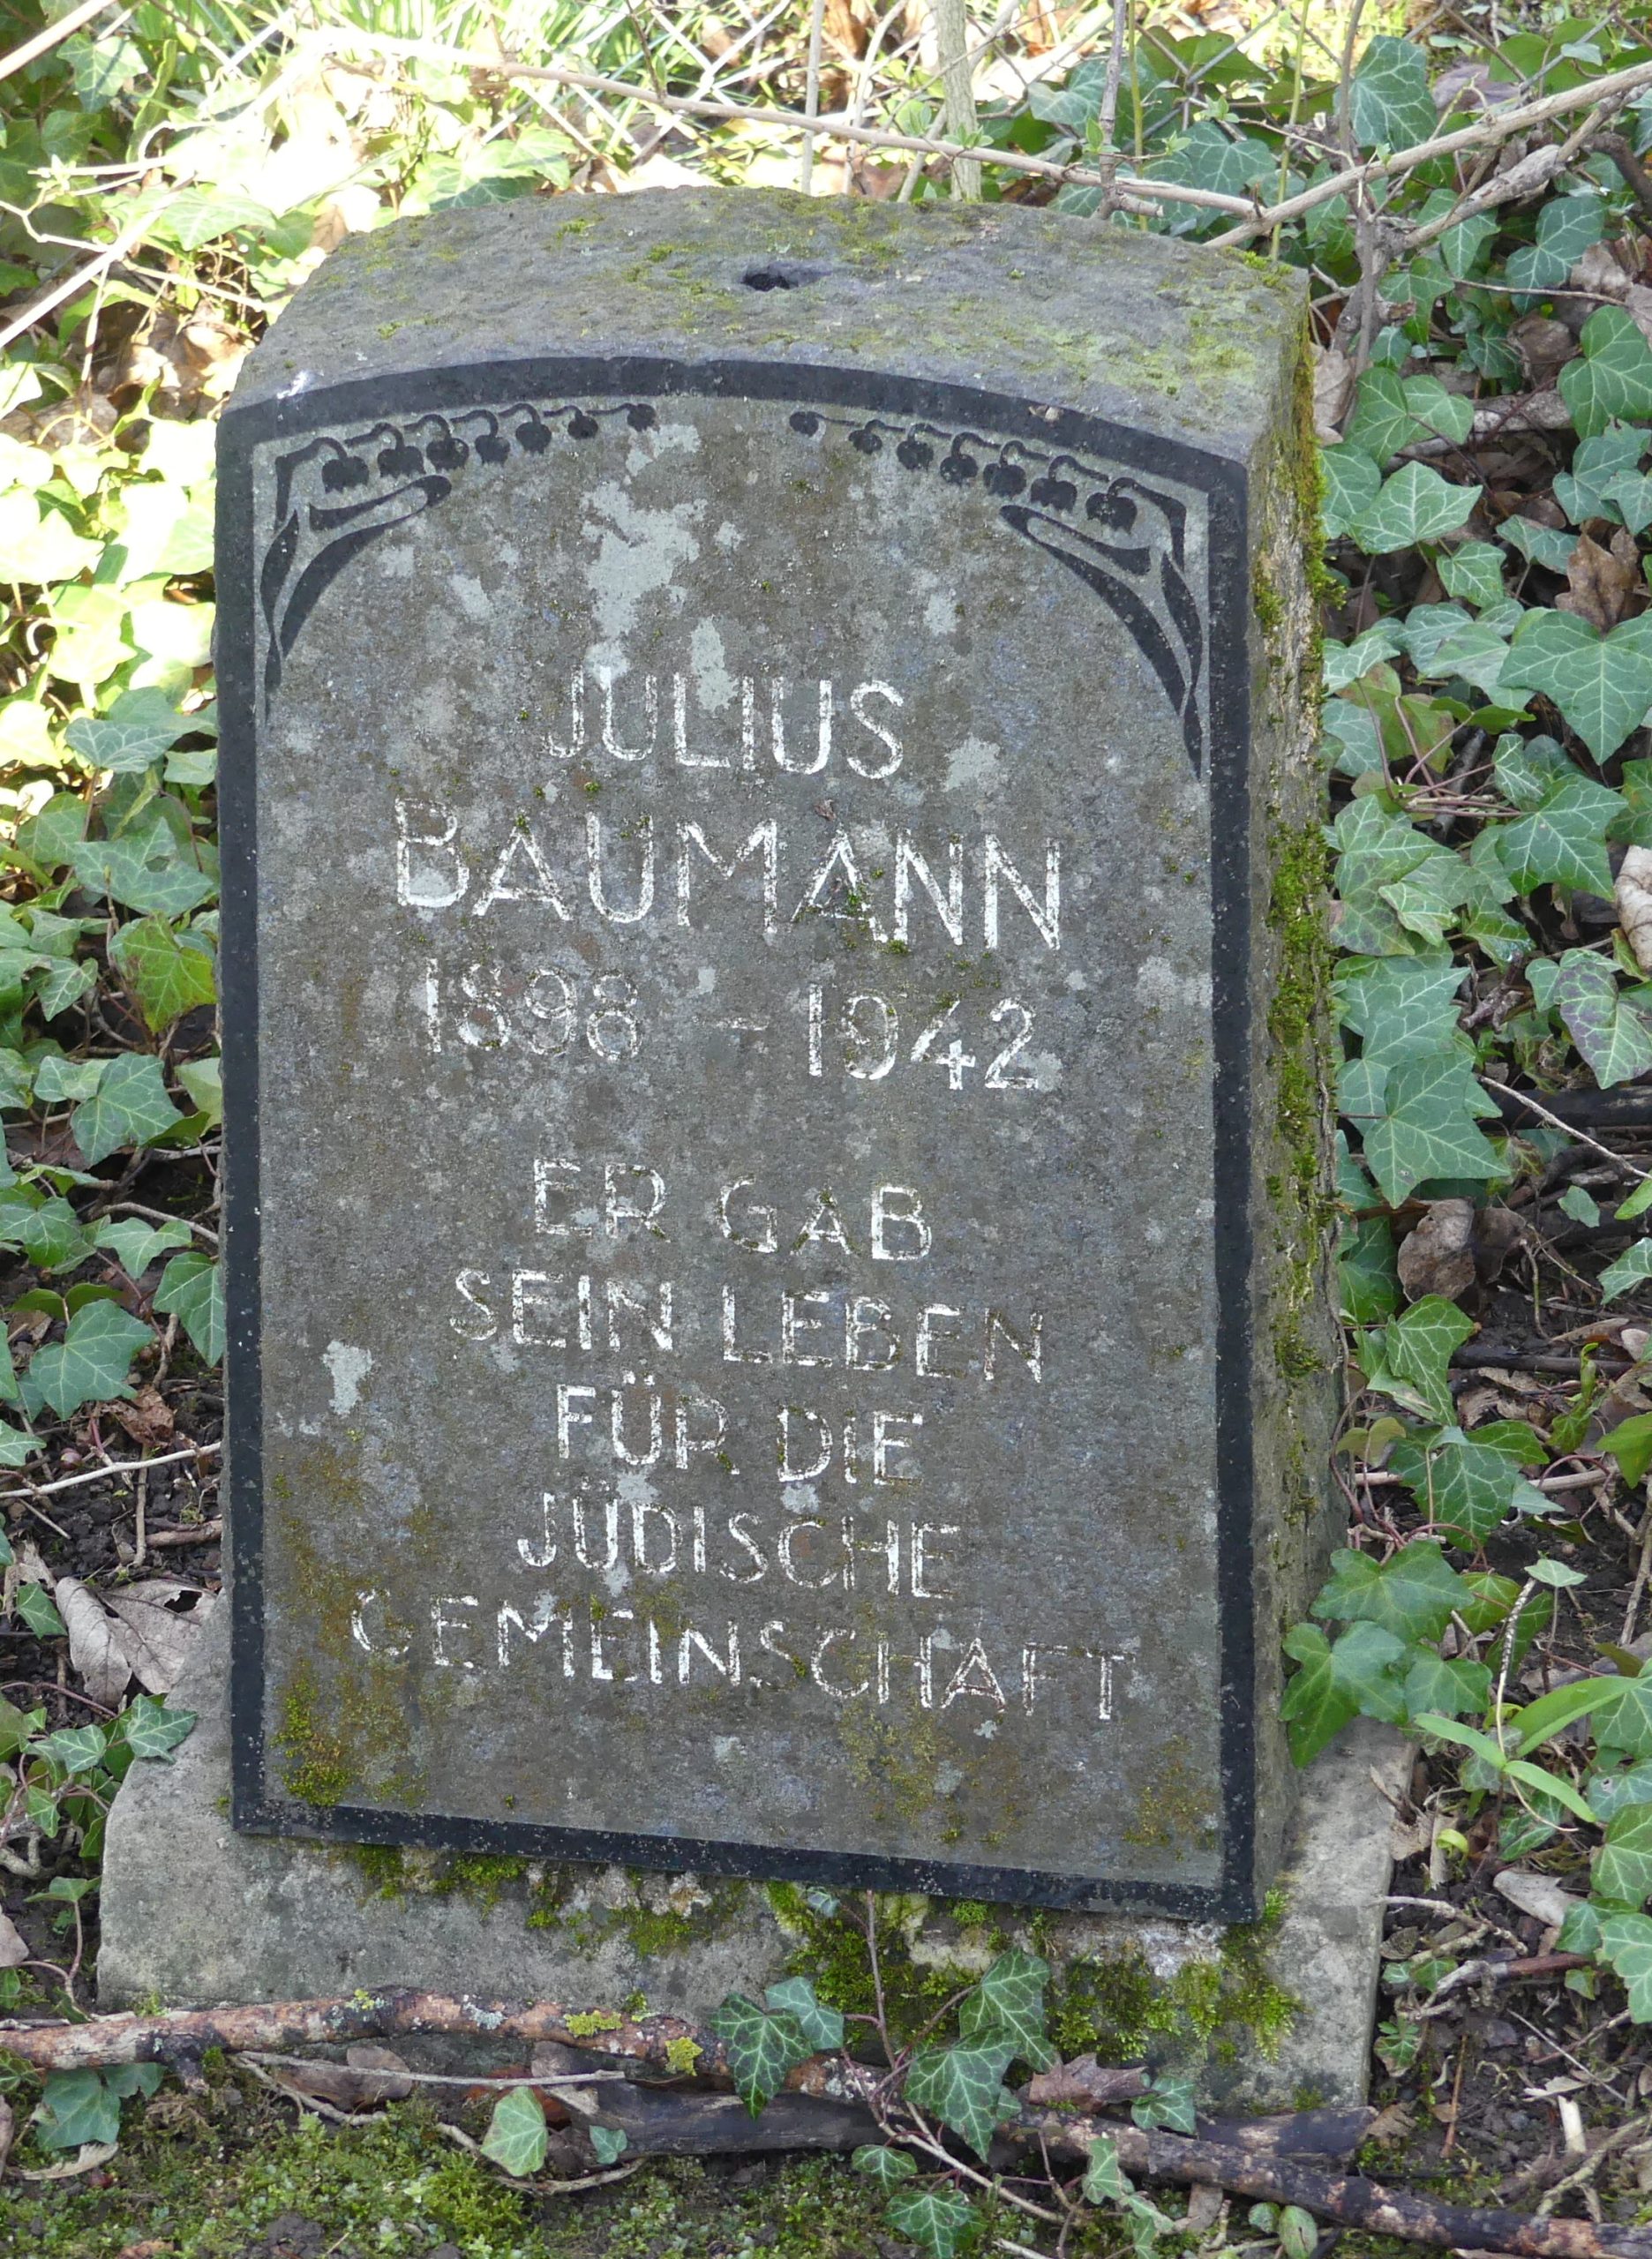 JULIUS
BAUMANN
1898 - 1942
ER GAB
SEIN LEBEN
FÜR DIE
JÜDISCHE
GEMEINSCHAFT